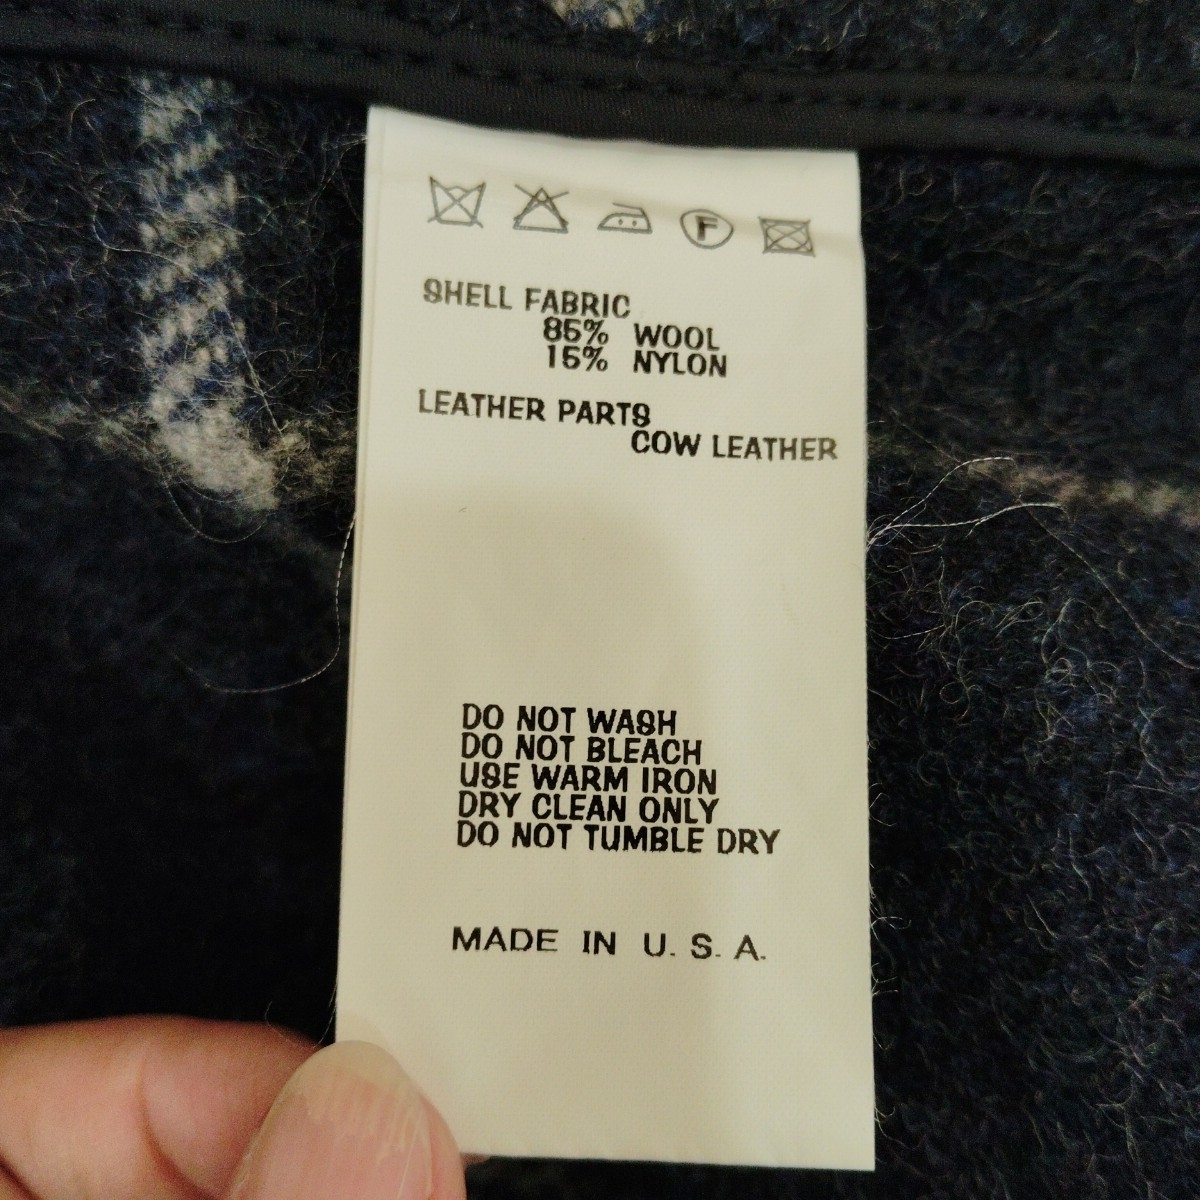 F
SHELL FABRIC
85% WOOL
15% NYLON
LEATHER PARTS
COW LEATHER
DO NOT WASH
DO NOT BLEACH
USE WARM IRON
DRY CLEAN ONLY
DO NOT TUMBLE DRY
MADE IN U.S.A.